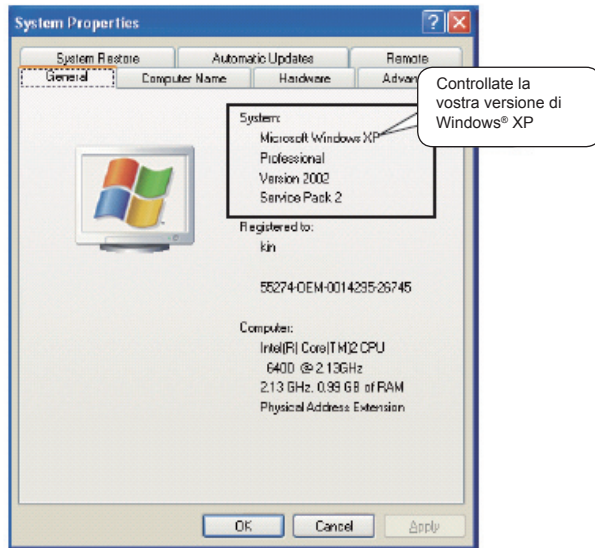 System Properties
System Restore
Automatic Updates
Remote
General
Computer Name
Hardware
Advan
Controllate la
vostra versione di
Windows® XP
System:
Microsoft Windows XP
Professional
Version 2002
Service Pack 2
Registered to:
kin
55274-OEM-0014295-26745
Computer:
Intel(R) Core(TM)2 CPU
6400 @ 2.13GHz
2.13 GHz, 0.99 GB of RAM
Physical Address Extension
OK
Cancel
Apply